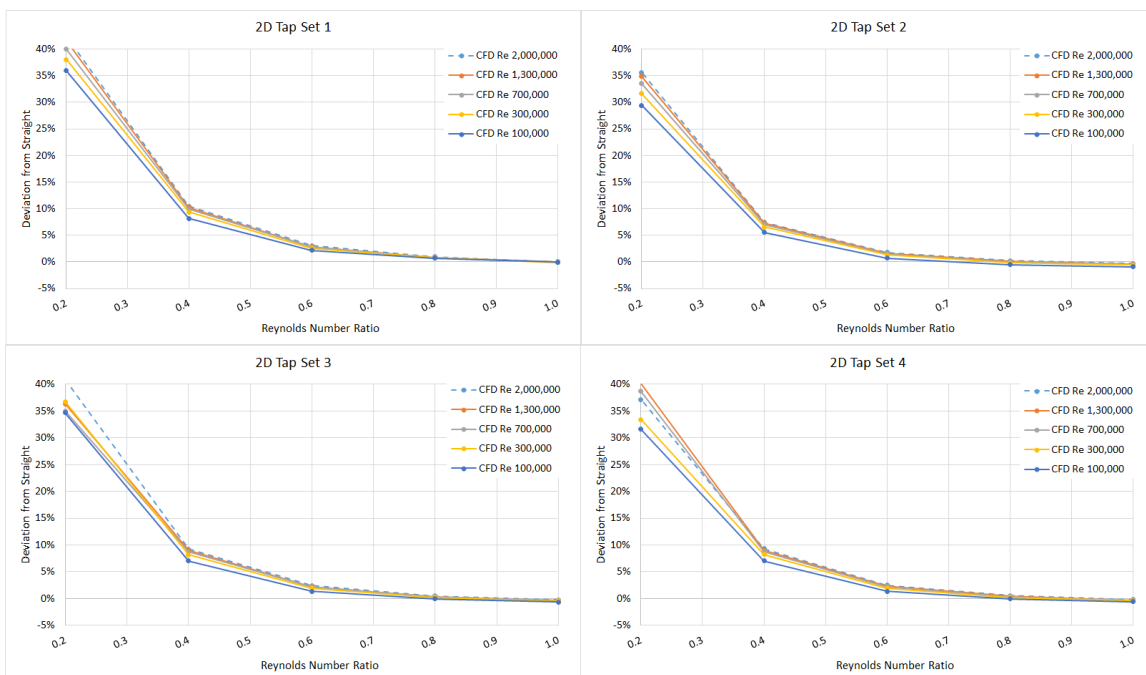 2D Tap Set 1
40%
35%
30%
25%
20%
15%
10%
5%
0%
-5%
Deviation from Straight
CFD Re 2,000,000
CFD Re 1,300,000
CFD Re 700,000
CFD Re 300,000
CFD Re 100,000
0.2 0.3 0.4 0.5 0.6 0.7 0.8 0.9 1.0
Reynolds Number Ratio
2D Tap Set 2
40%
35%
30%
25%
20%
15%
10%
5%
0%
-5%
Deviation from Straight
CFD Re 2,000,000
CFD Re 1,300,000
CFD Re 700,000
CFD Re 300,000
CFD Re 100,000
0.2 0.3 0.4 0.5 0.6 0.7 0.8 0.9 1.0
Reynolds Number Ratio
2D Tap Set 3
40%
35%
30%
25%
20%
15%
10%
5%
0%
-5%
Deviation from Straight
CFD Re 2,000,000
CFD Re 1,300,000
CFD Re 700,000
CFD Re 300,000
CFD Re 100,000
0.2 0.3 0.4 0.5 0.6 0.7 0.8 0.9 1.0
Reynolds Number Ratio
2D Tap Set 4
40%
35%
30%
25%
20%
15%
10%
5%
0%
-5%
Deviation from Straight
CFD Re 2,000,000
CFD Re 1,300,000
CFD Re 700,000
CFD Re 300,000
CFD Re 100,000
0.2 0.3 0.4 0.5 0.6 0.7 0.8 0.9 1.0
Reynolds Number Ratio